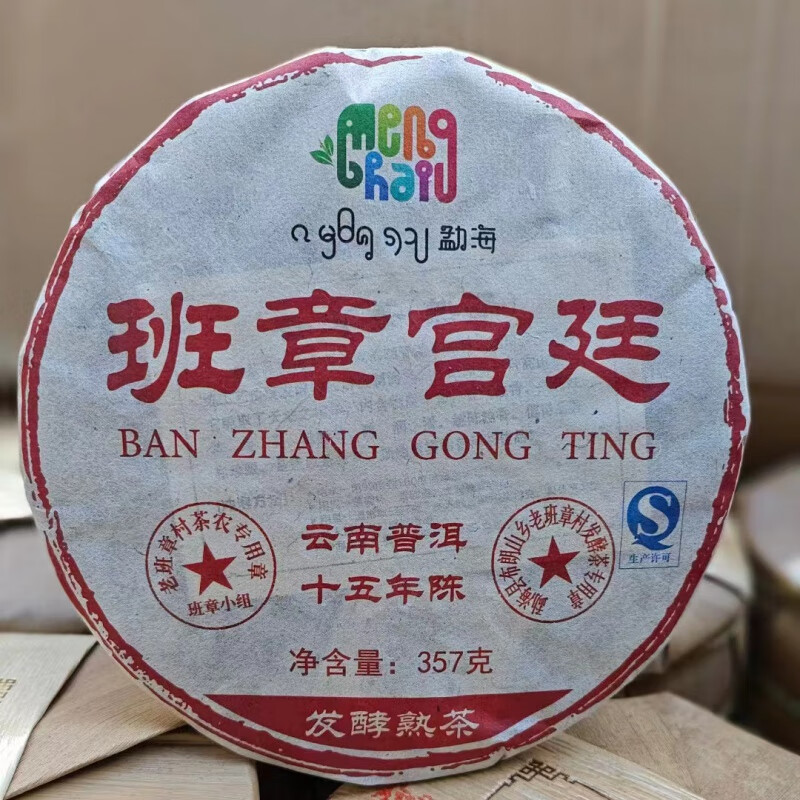 meng
hai
勐海
班章宫廷
BAN ZHANG GONG TING
老班章村茶农专用章
班章小组
云南普洱
十五年陈
勐海县布朗山乡老班章村发酵茶专用章
生产许可
净含量：357克
发酵熟茶